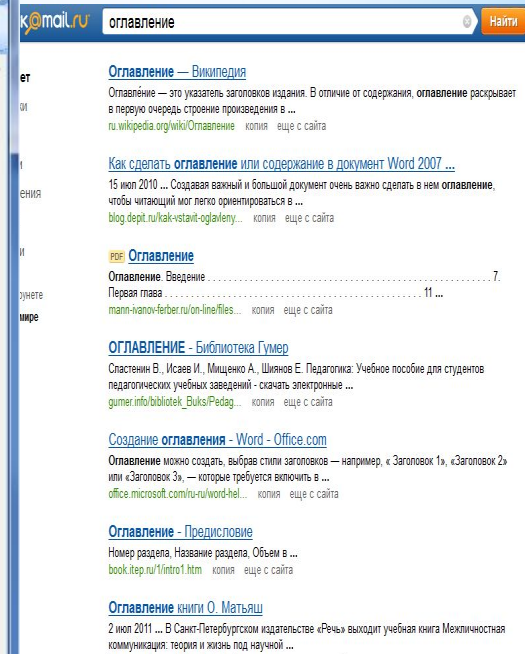 к@mail.ru оглавление Найти
ет
ки
и
ения
и
рунете
мире
Оглавление — Википедия
Оглавле́ние — это указатель заголовков издания. В отличие от содержания, оглавление раскрывает
в первую очередь строение произведения в ...
ru.wikipedia.org/wiki/Оглавление копия еще с сайта
Как сделать оглавление или содержание в документ Word 2007 ...
15 июл 2010 ... Создавая важный и большой документ очень важно сделать в нем оглавление,
чтобы читающий мог легко ориентироваться в ...
blog.depit.ru/kak-vstavit-oglavleny... копия еще с сайта
PDF Оглавление
Оглавление. Введение . . . . . . . . . . . . . . . . . . . . . . . . . . . . . . . . . . . . . . . . . . . . . . . . . . . . . . . 7.
Первая глава . . . . . . . . . . . . . . . . . . . . . . . . . . . . . . . . . . . . . . . . . . 11 ...
mann-ivanov-ferber.ru/on-line/files... копия еще с сайта
ОГЛАВЛЕНИЕ - Библиотека Гумер
Сластенин В., Исаев И., Мищенко А., Шиянов Е. Педагогика: Учебное пособие для студентов
педагогических учебных заведений - скачать электронные ...
gumer.info/bibliotek_Buks/Pedag... копия еще с сайта
Создание оглавления - Word - Office.com
Оглавление можно создать, выбрав стили заголовков — например, « Заголовок 1», «Заголовок 2»
или «Заголовок 3», — которые требуется включить в ...
office.microsoft.com/ru-ru/word-hel... копия еще с сайта
Оглавление - Предисловие
Номер раздела, Название раздела, Объем в ...
book.itep.ru/1/intro1.htm копия еще с сайта
Оглавление книги О. Матьяш
2 июл 2011 ... В Санкт-Петербургском издательстве «Речь» выходит учебная книга Межличностная
коммуникация: теория и жизнь под научной ...